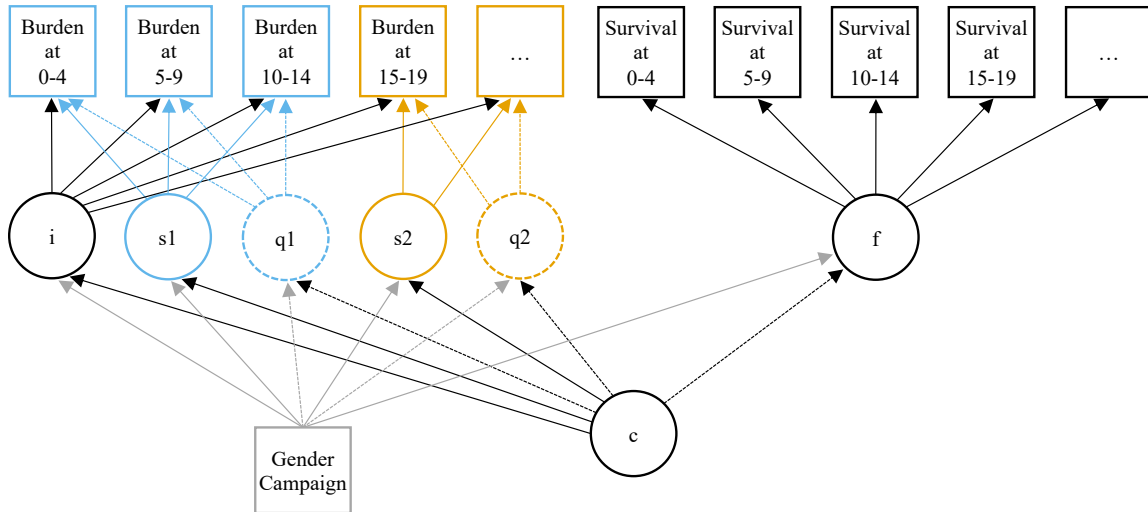 Burden
at
0-4
Burden
at
5-9
Burden
at
10-14
Burden
at
15-19
...
Survival
at
0-4
Survival
at
5-9
Survival
at
10-14
Survival
at
15-19
...
i
s1
q1
s2
q2
f
c
Gender
Campaign